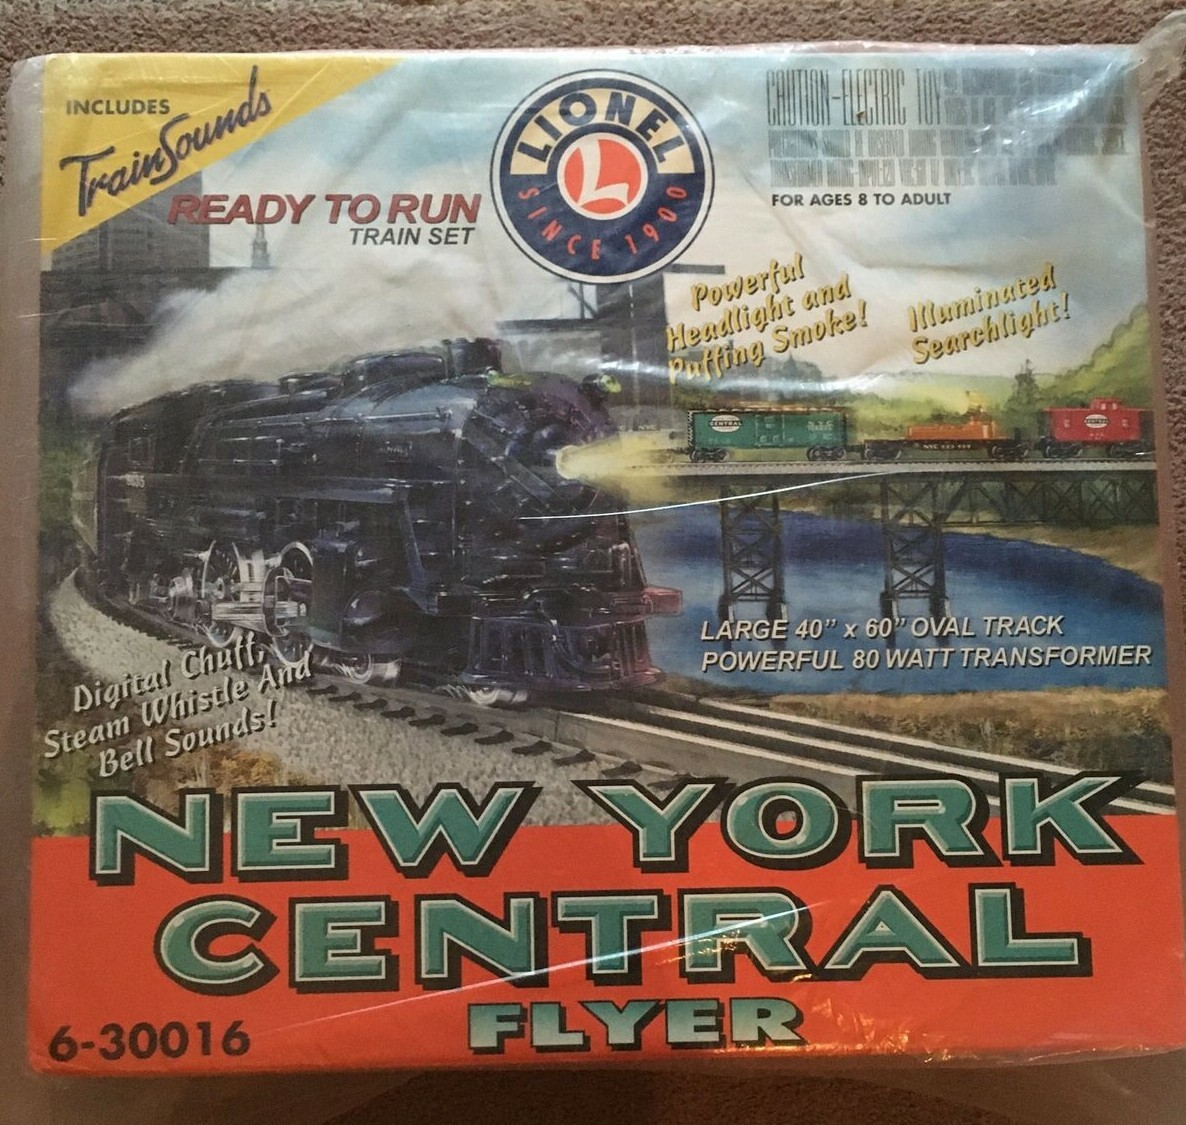 INCLUDES
TrainSounds
READY TO RUN
TRAIN SET
LIONEL
L
SINCE 1900
CAUTION-ELECTRIC TOY
FOR AGES 8 TO ADULT
Powerful
Headlight and
Puffing Smoke!
Illuminated
Searchlight!
CENTRAL
LARGE 40” x 60” OVAL TRACK
POWERFUL 80 WATT TRANSFORMER
Digital Chuff,
Steam Whistle And
Bell Sounds!
NEW YORK
CENTRAL
FLYER
6-30016